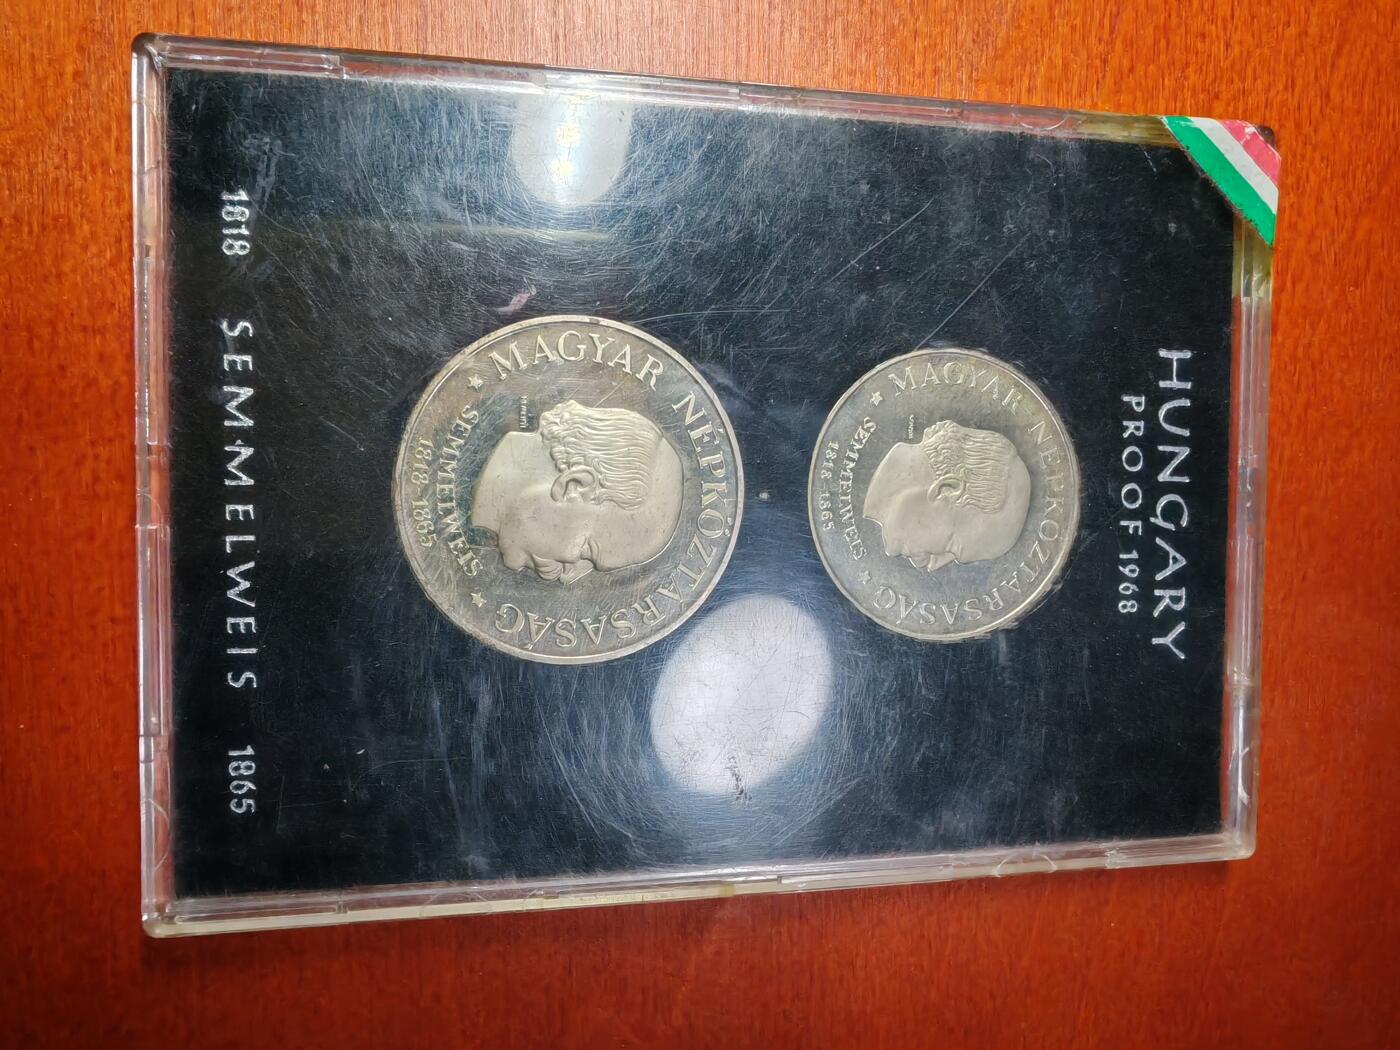 HUNGARY
PROOF 1968
MAGYAR NÉPKÖZTÁRSASÁG
SEMMELWEIS
1818-1865
MAGYAR NÉPKÖZTÁRSASÁG
SEMMELWEIS
1818-1865
1818 SEMMELWEIS 1865